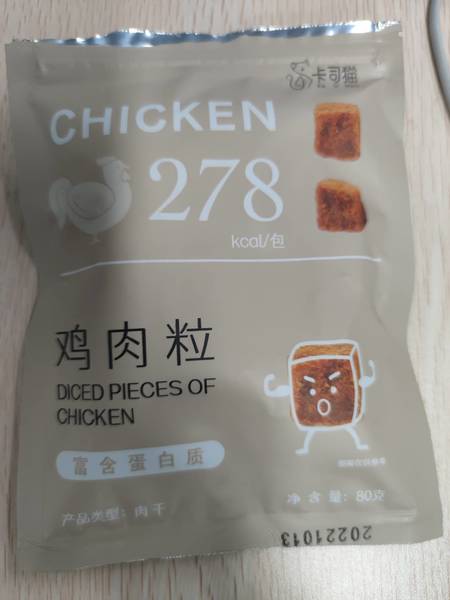 卡司猫
CHICKEN
278
kcal/包
鸡肉粒
DICED PIECES OF
CHICKEN
富含蛋白质
产品类型：肉干
净含量：80克
20221013